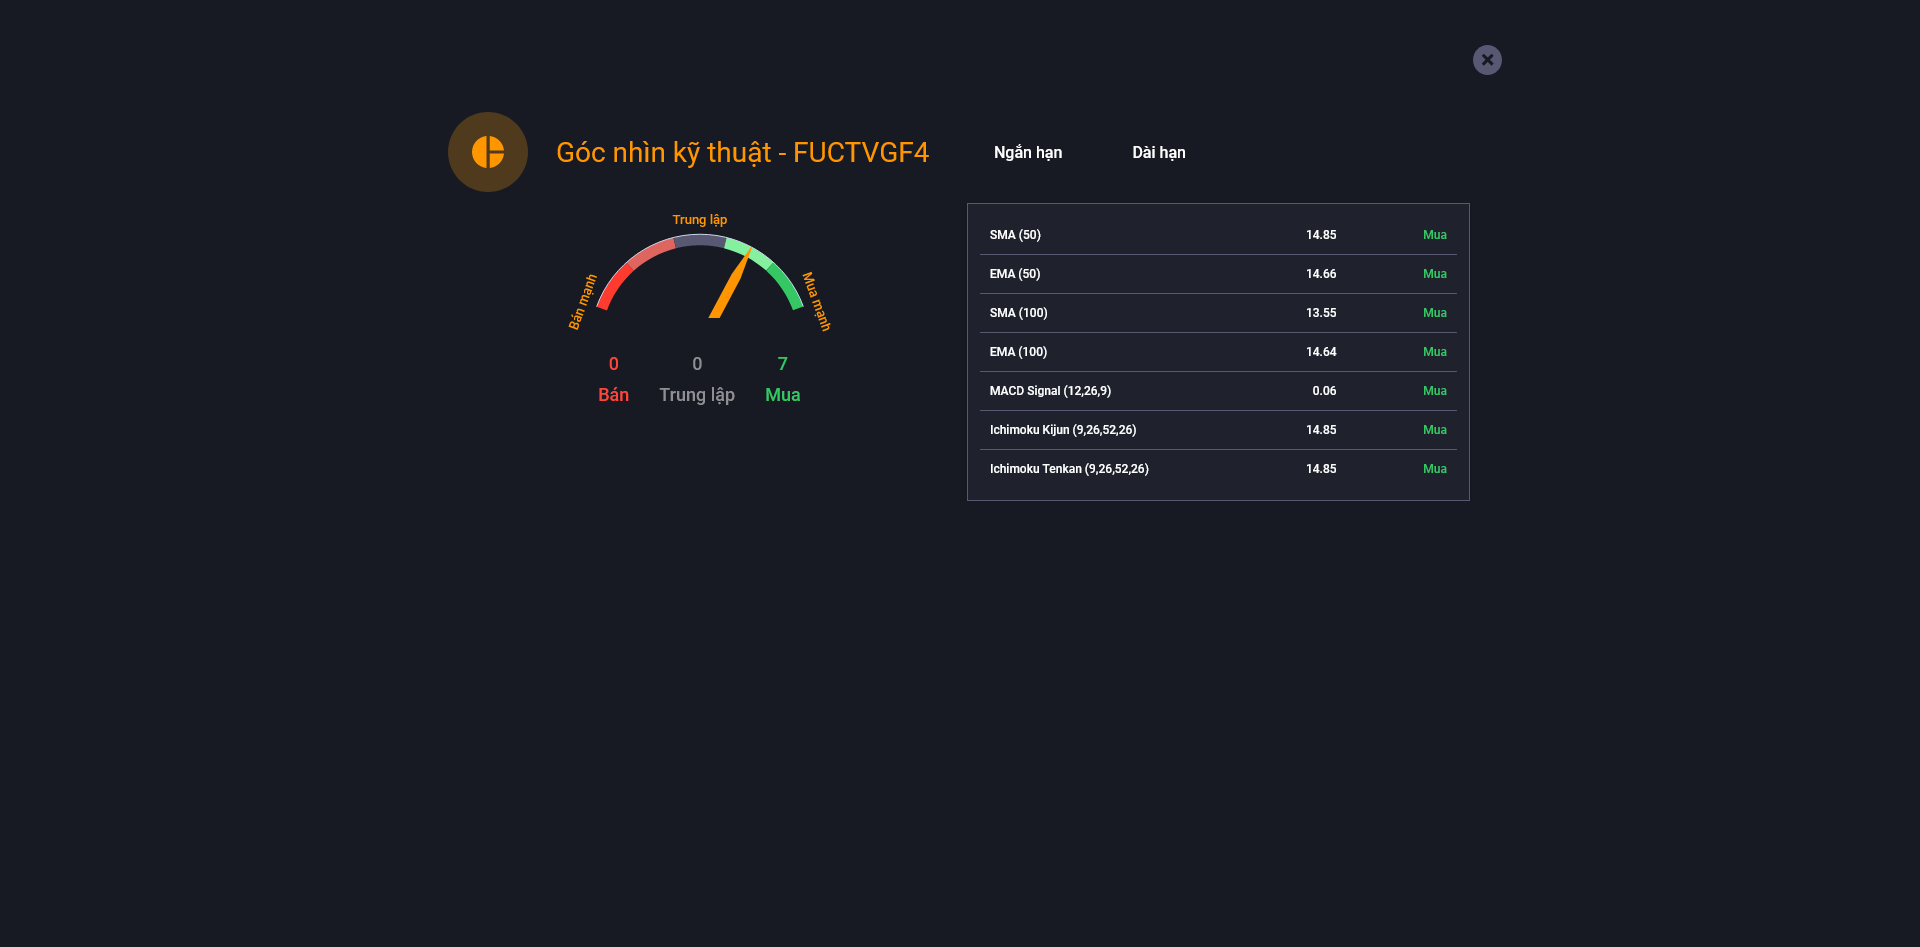 Góc nhìn kỹ thuật - FUCTVGF4
Ngắn hạn
Dài hạn
Trung lập
Bán mạnh
Mua mạnh
0 0 7
Bán Trung lập Mua
SMA (50) 14.85 Mua
EMA (50) 14.66 Mua
SMA (100) 13.55 Mua
EMA (100) 14.64 Mua
MACD Signal (12,26,9) 0.06 Mua
Ichimoku Kijun (9,26,52,26) 14.85 Mua
Ichimoku Tenkan (9,26,52,26) 14.85 Mua